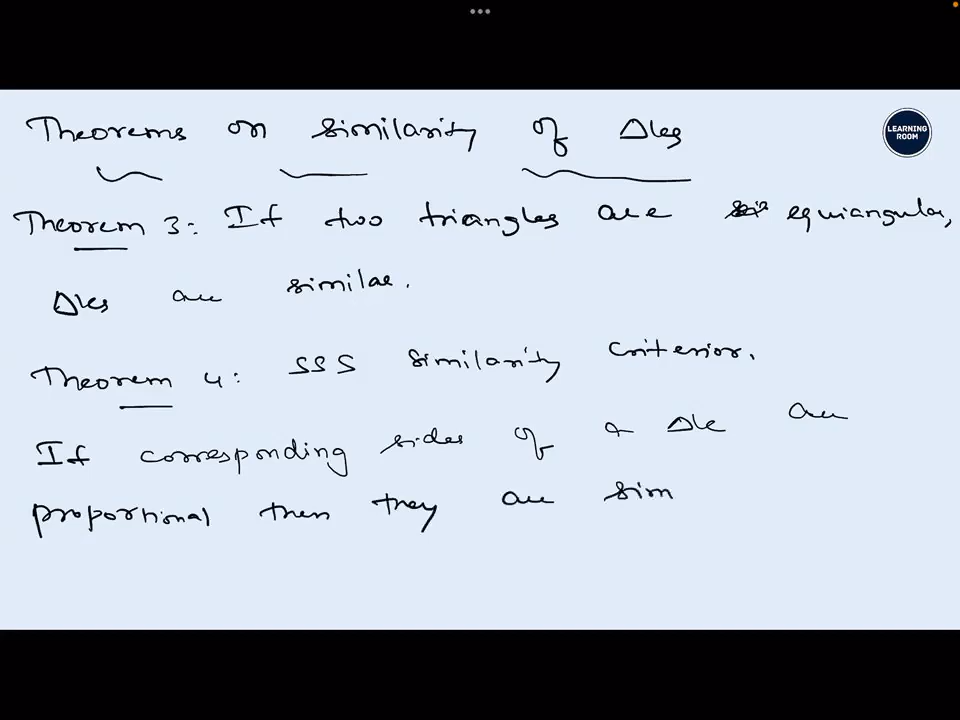 Theorems on similarity of Δles
LEARNING ROOM
Theorem 3: If two triangles are equiangular,
Δles are similar.
Theorem 4: SSS similarity criterior.
If corresponding sides of a Δle are
proportional then they are sim